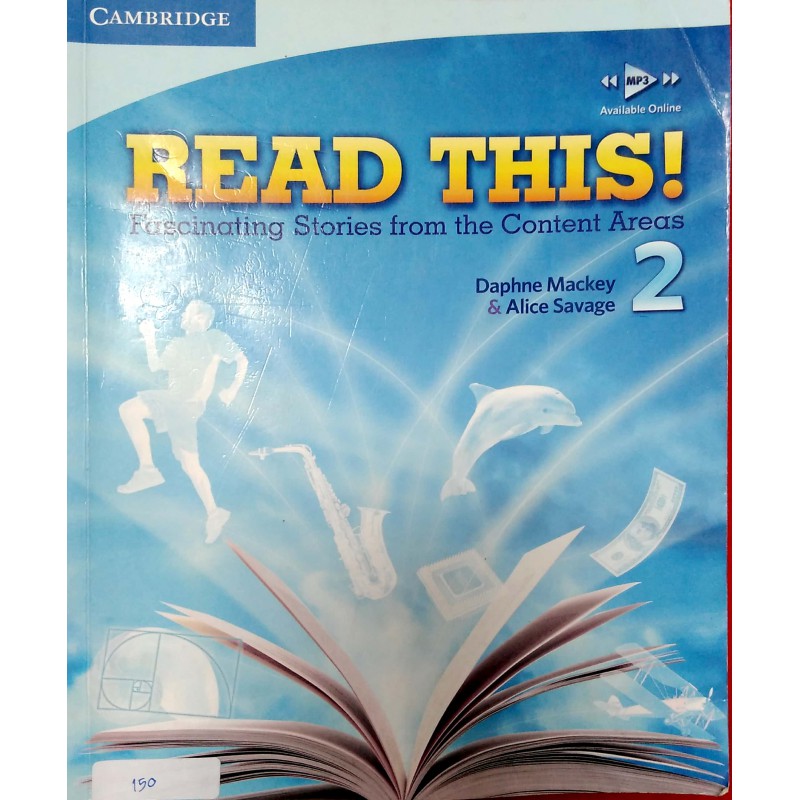 CAMBRIDGE
MP3
Available Online
READ THIS!
Fascinating Stories from the Content Areas
2
Daphne Mackey
& Alice Savage
150